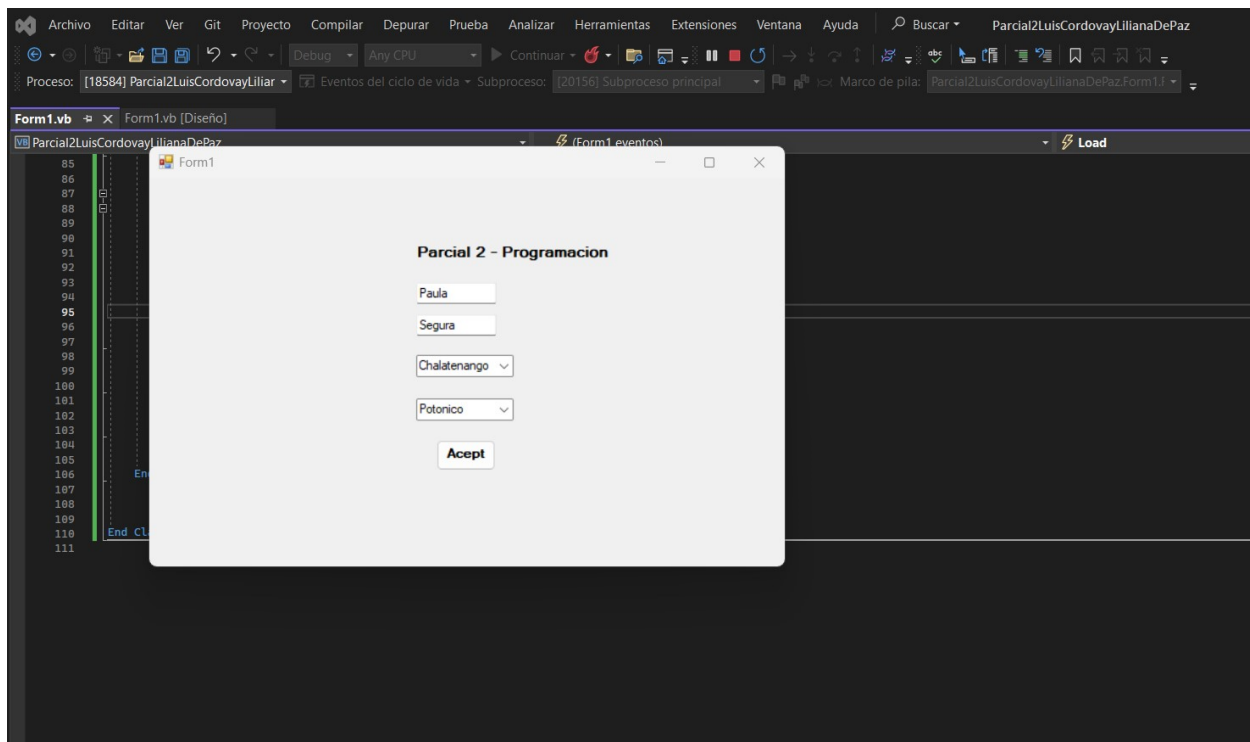 Archivo Editar Ver Git Proyecto Compilar Depurar Prueba Analizar Herramientas Extensiones Ventana Ayuda Buscar Parcial2LuisCordovayLilianaDePaz
Debug Any CPU Continuar
Proceso: [18584] Parcial2LuisCordovayLiliar Eventos del ciclo de vida Subproceso: [20156] Subproceso principal Marco de pila: Parcial2LuisCordovayLilianaDePaz.Form1.
Form1.vb Form1.vb [Diseño]
VB Parcial2LuisCordovayLilianaDePaz (Form1 eventos) Load
Form1
85
86
87
88
89
90
91
Parcial 2 - Programacion
92
93
94
Paula
95
96
Segura
97
98
99
Chalatenango
100
101
102
Potonico
103
104
105
Acept
106 En
107
108
109
110 End Cl
111